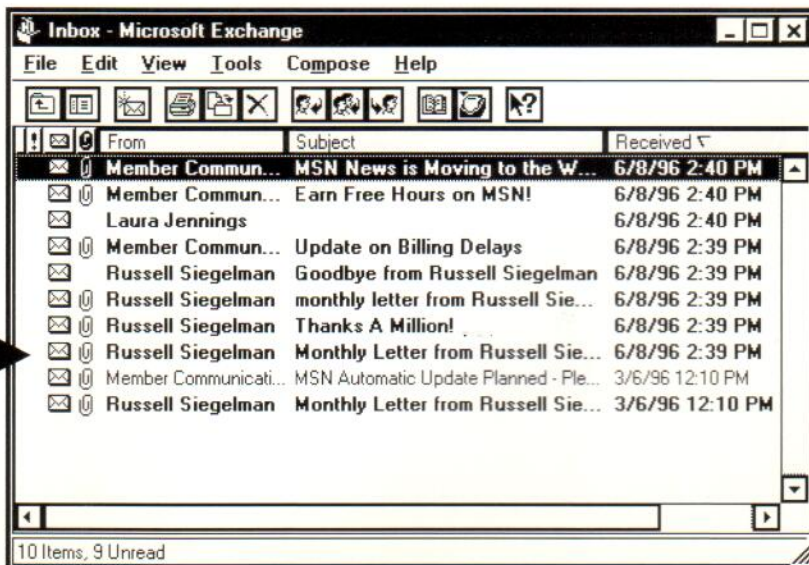 Inbox - Microsoft Exchange
File Edit View Tools Compose Help
! From Subject Received
Member Commun... MSN News is Moving to the W... 6/8/96 2:40 PM
Member Commun... Earn Free Hours on MSN! 6/8/96 2:40 PM
Laura Jennings 6/8/96 2:40 PM
Member Commun... Update on Billing Delays 6/8/96 2:39 PM
Russell Siegelman Goodbye from Russell Siegelman 6/8/96 2:39 PM
Russell Siegelman monthly letter from Russell Sie... 6/8/96 2:39 PM
Russell Siegelman Thanks A Million! 6/8/96 2:39 PM
Russell Siegelman Monthly Letter from Russell Sie... 6/8/96 2:39 PM
Member Communicati... MSN Automatic Update Planned - Ple... 3/6/96 12:10 PM
Russell Siegelman Monthly Letter from Russell Sie... 3/6/96 12:10 PM
10 Items, 9 Unread